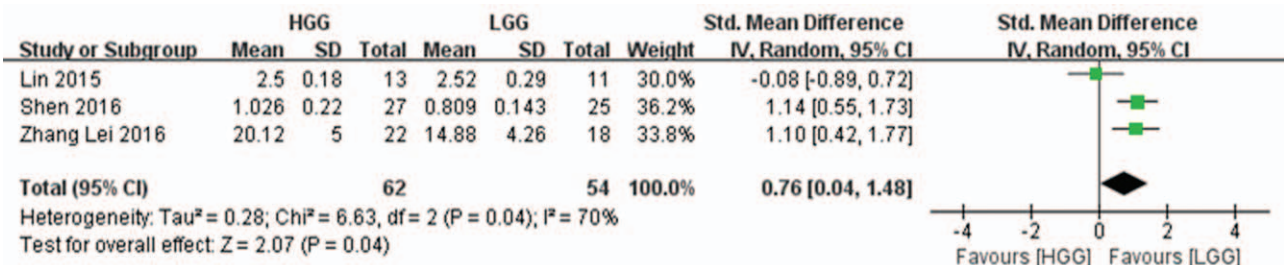 HGG LGG Std. Mean Difference Std. Mean Difference
Study or Subgroup Mean SD Total Mean SD Total Weight IV, Random, 95% CI IV, Random, 95% CI
Lin 2015 2.5 0.18 13 2.52 0.29 11 30.0% -0.08 [-0.89, 0.72]
Shen 2016 1.026 0.22 27 0.809 0.143 25 36.2% 1.14 [0.55, 1.73]
Zhang Lei 2016 20.12 5 22 14.88 4.26 18 33.8% 1.10 [0.42, 1.77]
Total (95% CI) 62 54 100.0% 0.76 [0.04, 1.48]
Heterogeneity: Tau² = 0.28; Chi² = 6.63, df = 2 (P = 0.04); I² = 70%
Test for overall effect: Z = 2.07 (P = 0.04)
-4 -2 0 2 4
Favours [HGG] Favours [LGG]